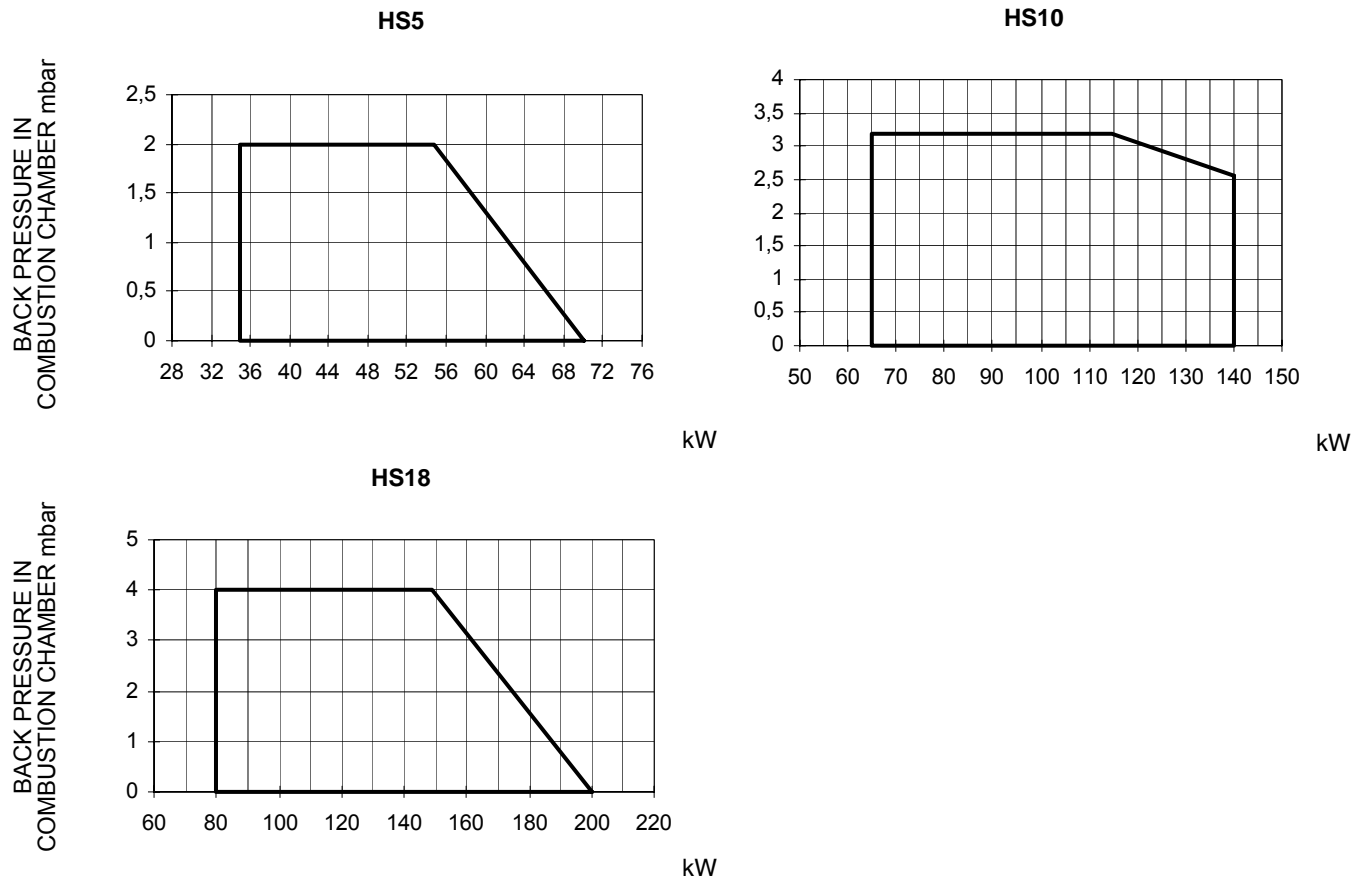 HS5
BACK PRESSURE IN
COMBUSTION CHAMBER mbar
2,5
2
1,5
1
0,5
0
28 32 36 40 44 48 52 56 60 64 68 72 76
kW
HS10
4
3,5
3
2,5
2
1,5
1
0,5
0
50 60 70 80 90 100 110 120 130 140 150
kW
HS18
BACK PRESSURE IN
COMBUSTION CHAMBER mbar
5
4
3
2
1
0
60 80 100 120 140 160 180 200 220
kW